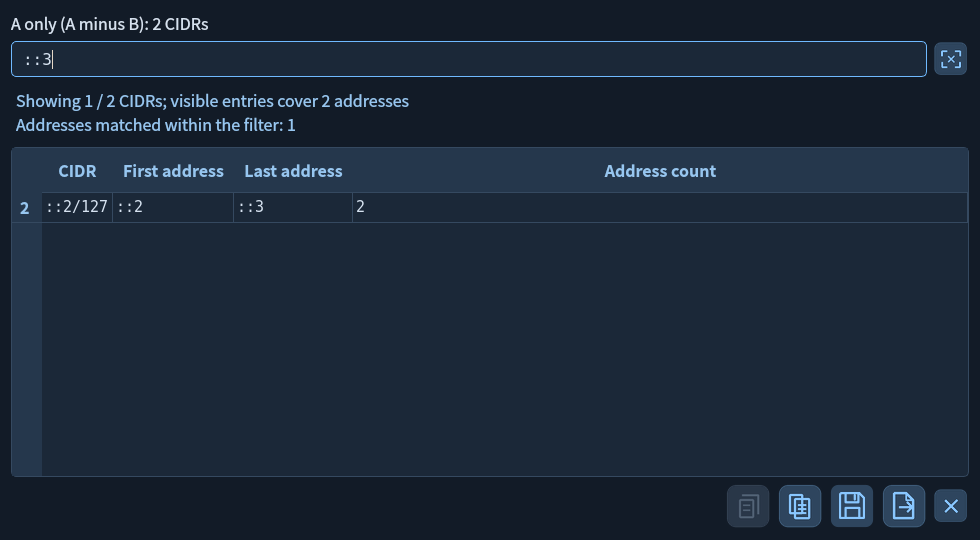 A only (A minus B): 2 CIDRs
::3
Showing 1 / 2 CIDRs; visible entries cover 2 addresses
Addresses matched within the filter: 1
CIDR First address Last address Address count
2 ::2/127 ::2 ::3 2